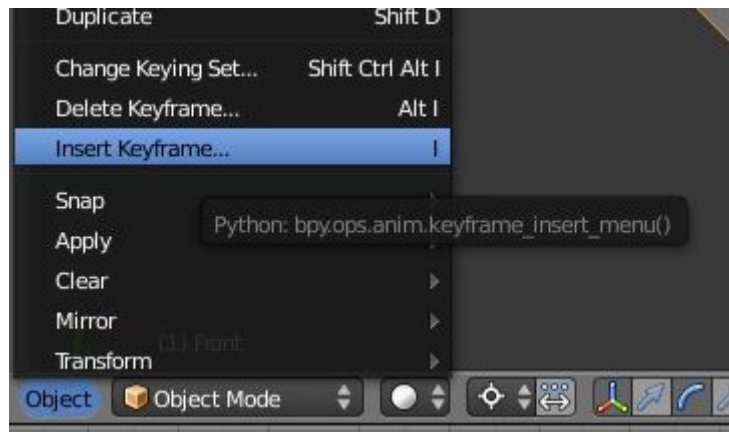 Duplicate Shift D
Change Keying Set... Shift Ctrl Alt I
Delete Keyframe... Alt I
Insert Keyframe... I
Snap
Python: bpy.ops.anim.keyframe_insert_menu()
Apply
Clear
Mirror
(1) Front
Transform
Object Object Mode